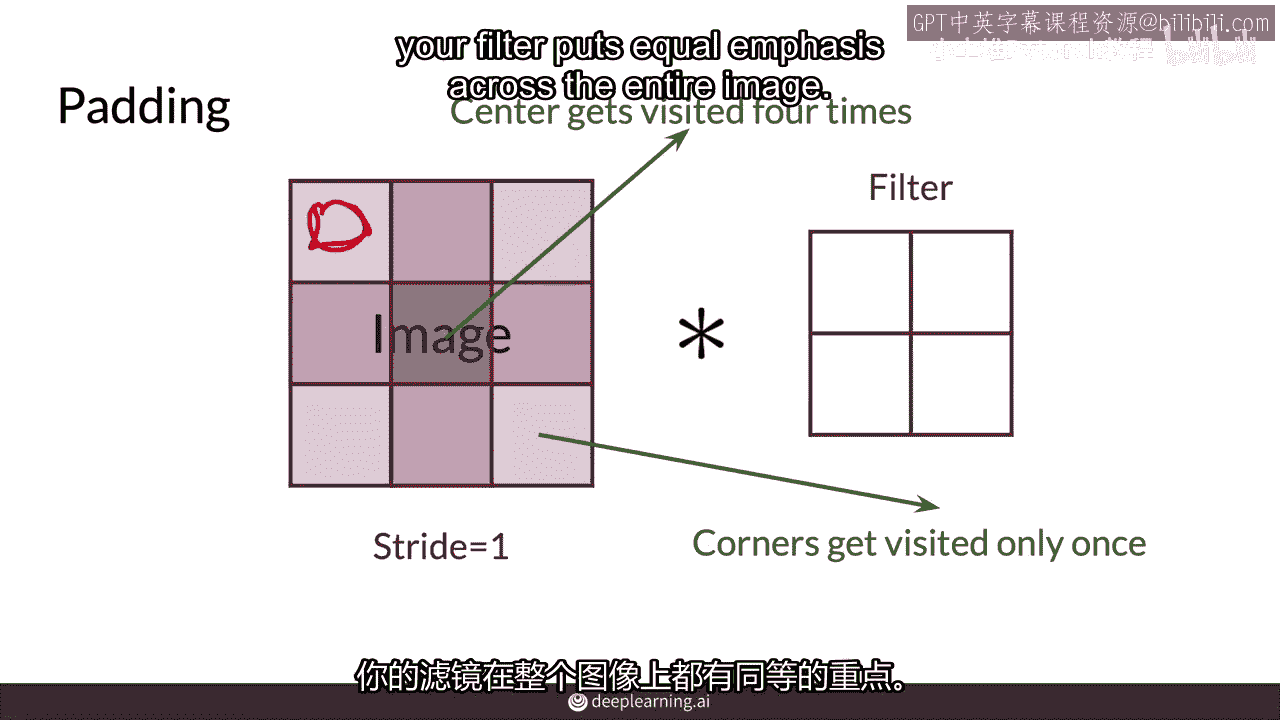 GPT中英字幕课程资源@bilibili.com
your filter puts equal emphasis
across the entire image.
Padding
Center gets visited four times
Filter
Image
*
Stride=1
Corners get visited only once
你的滤镜在整个图像上都有同等的重点。
deeplearning.ai